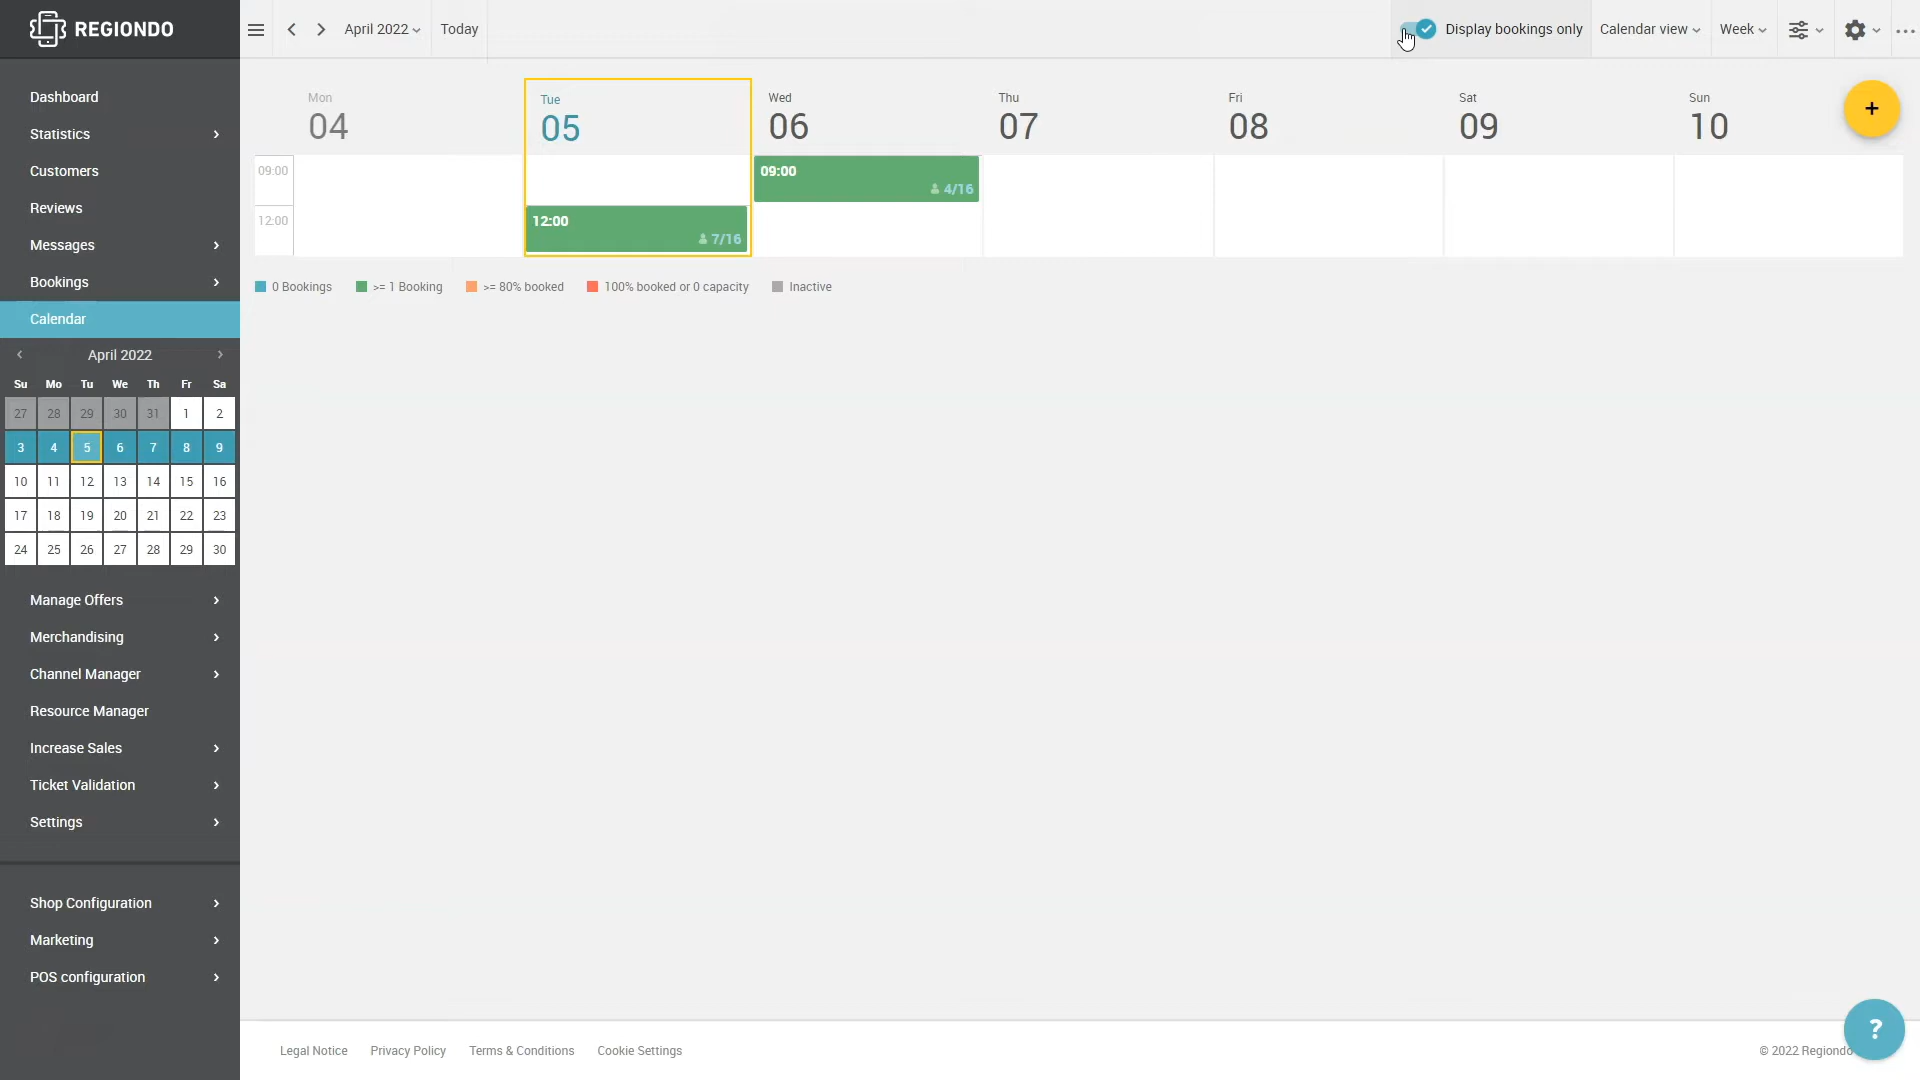 REGIONDO
April 2022
Today
Display bookings only
Calendar view
Week
Dashboard
Statistics
Customers
Reviews
Messages
Bookings
Calendar
April 2022
Su Mo Tu We Th Fr Sa
27 28 29 30 31 1 2
3 4 5 6 7 8 9
10 11 12 13 14 15 16
17 18 19 20 21 22 23
24 25 26 27 28 29 30
Manage Offers
Merchandising
Channel Manager
Resource Manager
Increase Sales
Ticket Validation
Settings
Shop Configuration
Marketing
POS configuration
Mon Tue Wed Thu Fri Sat Sun
04 05 06 07 08 09 10
+
09:00
09:00
4/16
12:00
12:00
7/16
0 Bookings >= 1 Booking >= 80% booked 100% booked or 0 capacity Inactive
Legal Notice Privacy Policy Terms & Conditions Cookie Settings
© 2022 Regiondo
?